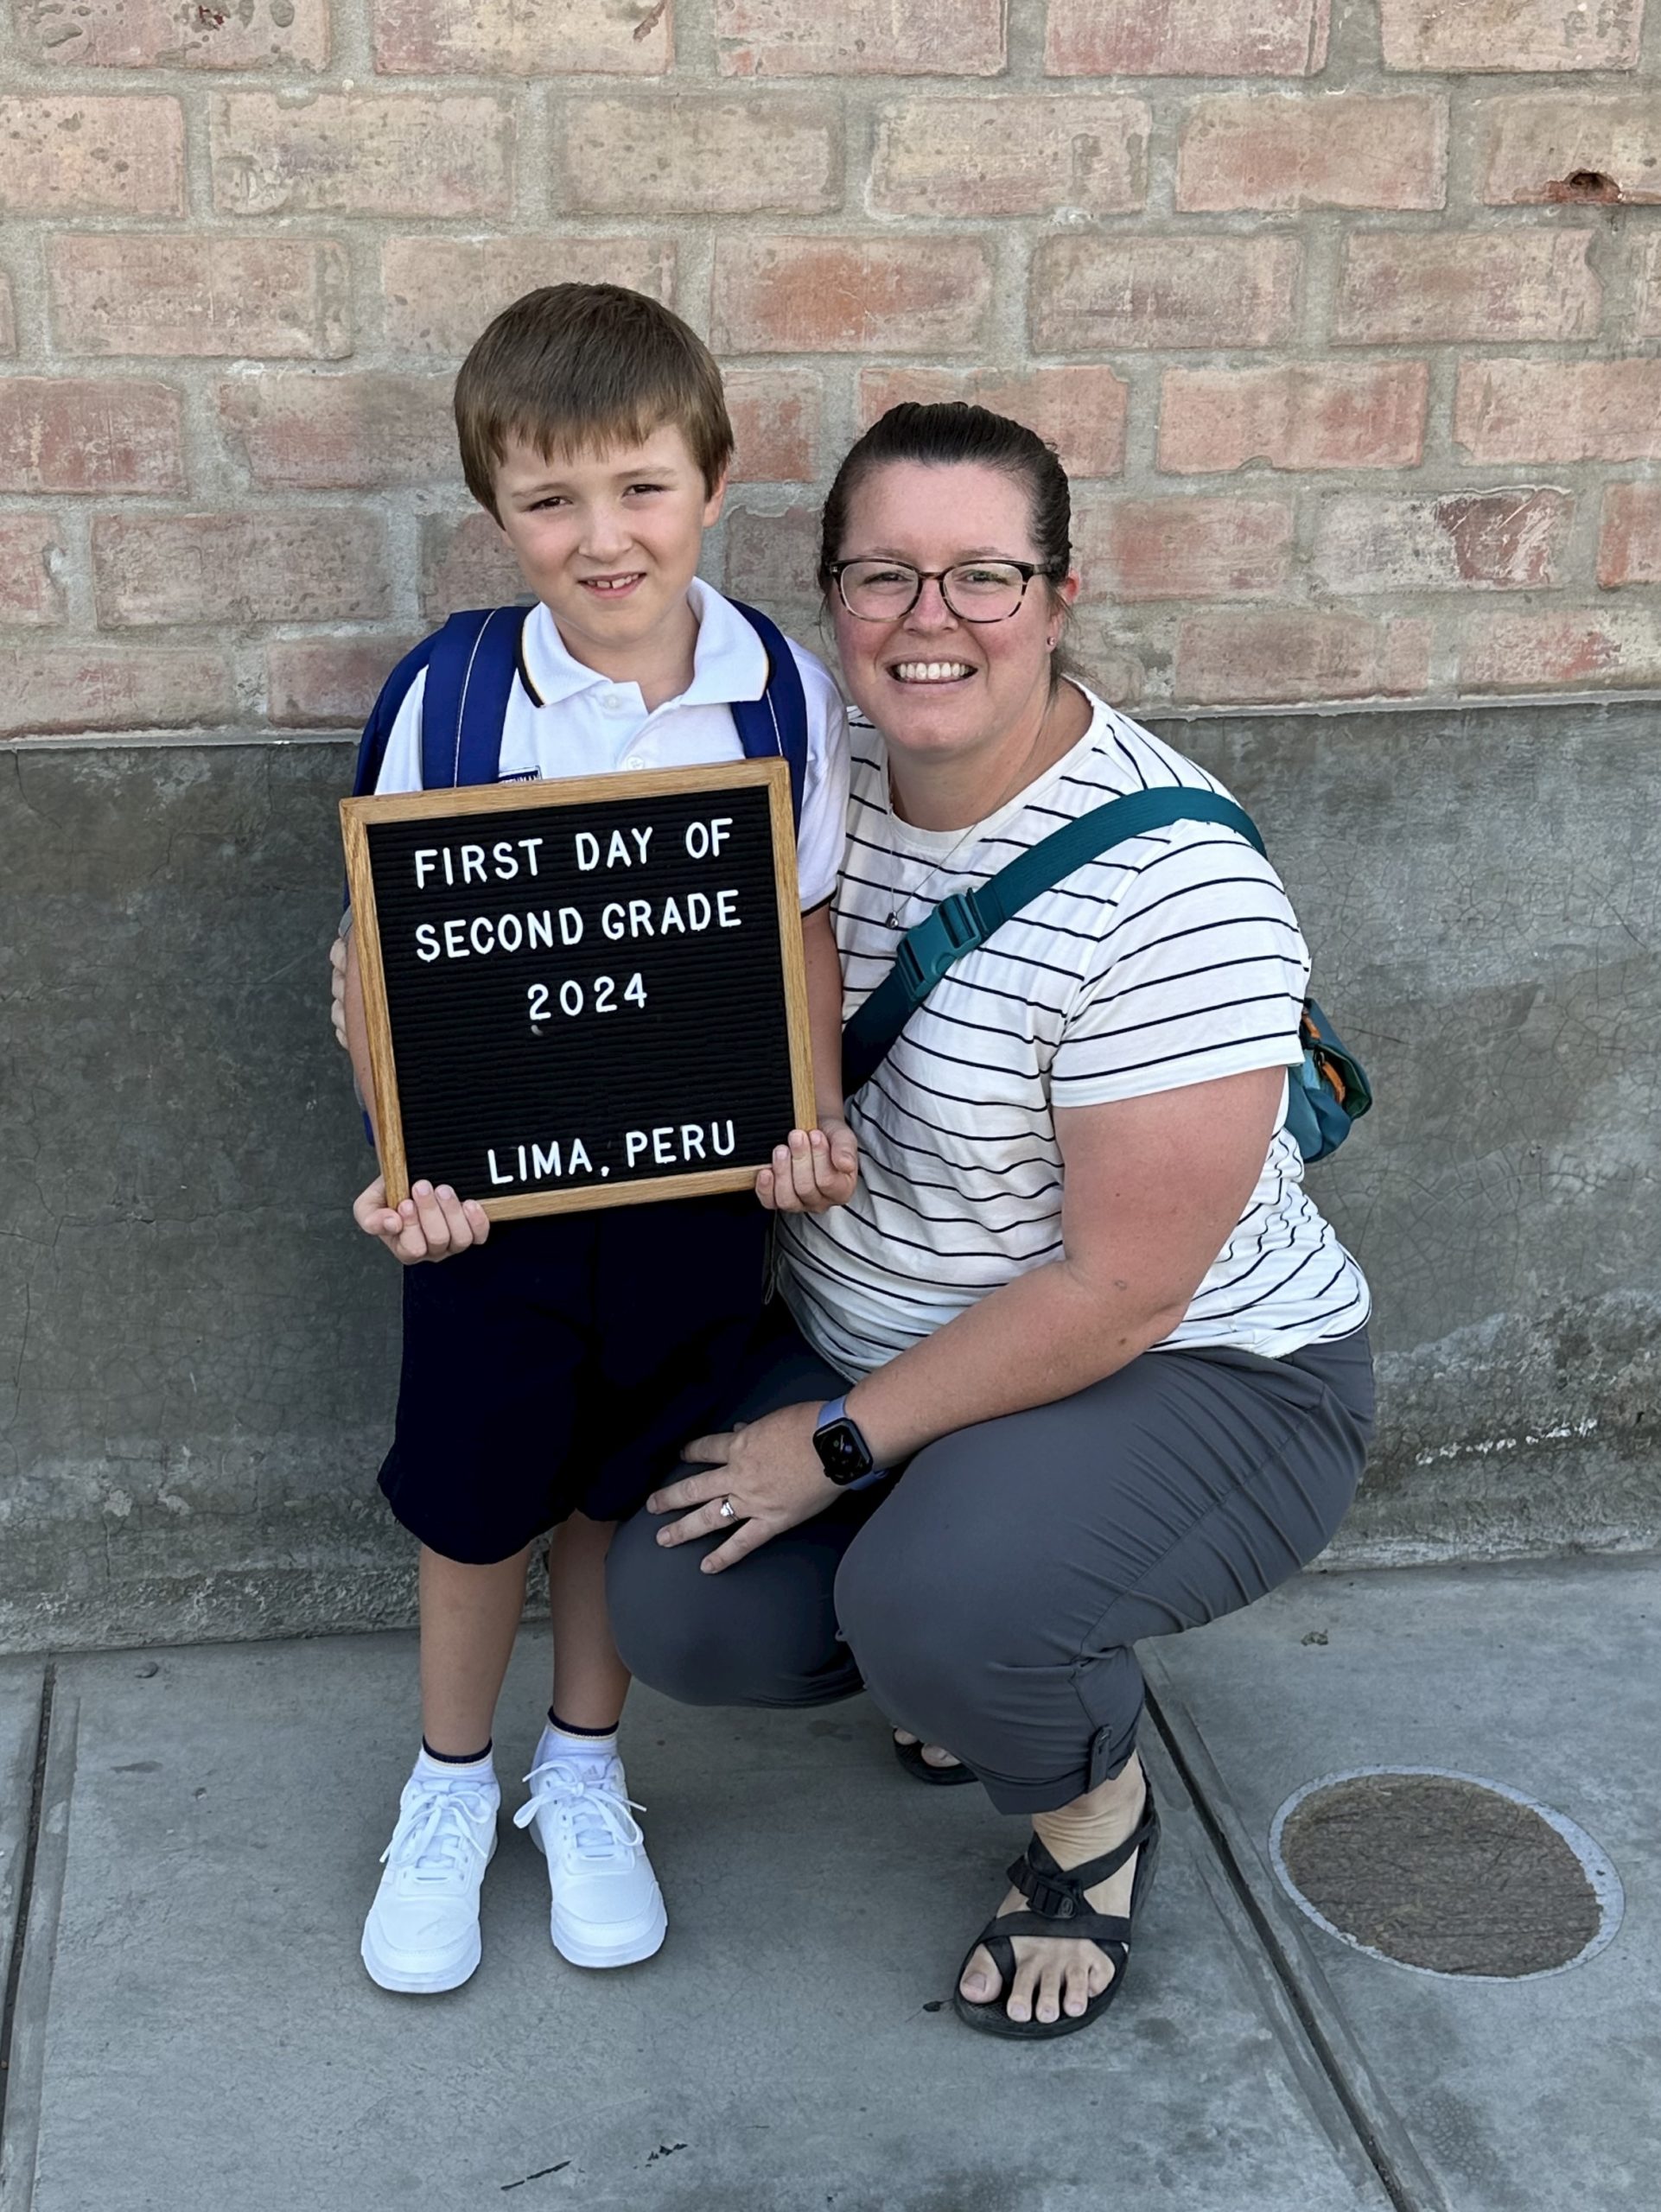 FIRST DAY OF
SECOND GRADE
2024
LIMA, PERU